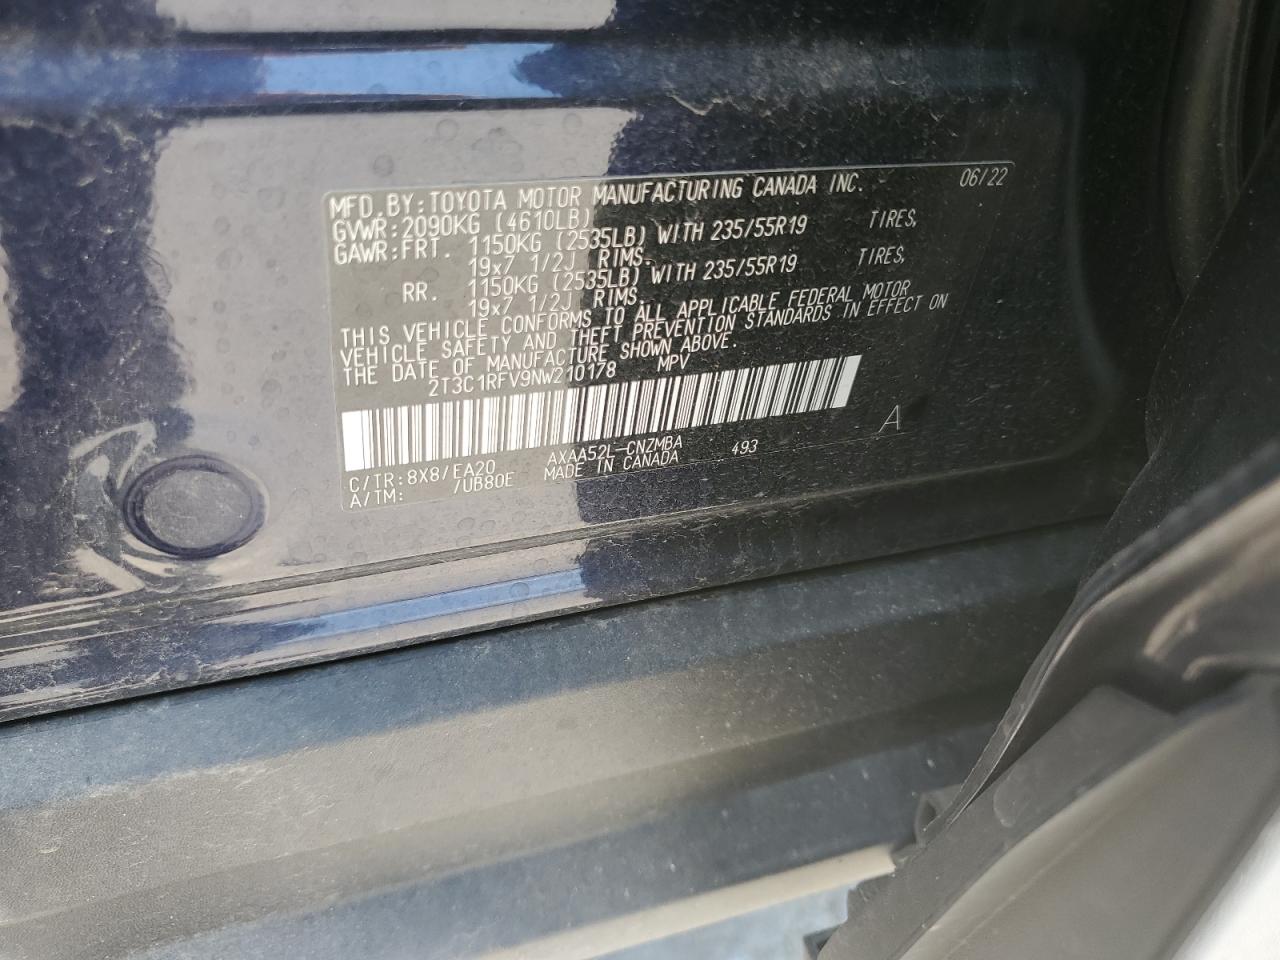 MFD.BY:TOYOTA MOTOR MANUFACTURING CANADA INC. 06/22
GVWR:2090KG (4610LB)
GAWR:FRT. 1150KG (2535LB) WITH 235/55R19 TIRES,
19x7 1/2J RIMS.
RR. 1150KG (2535LB) WITH 235/55R19 TIRES,
19x7 1/2J RIMS.
THIS VEHICLE CONFORMS TO ALL APPLICABLE FEDERAL MOTOR
VEHICLE SAFETY AND THEFT PREVENTION STANDARDS IN EFFECT ON
THE DATE OF MANUFACTURE SHOWN ABOVE.
2T3C1RFV9NW210178 MPV
A
C/TR:8X8/EA20 AXAA52L-CNZMBA 493
A/TM: /UB80E MADE IN CANADA